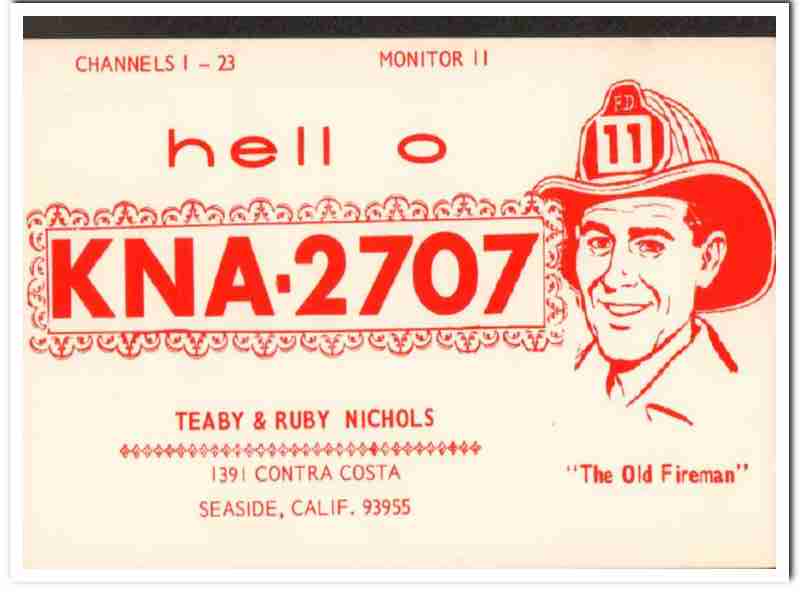 CHANNELS 1 - 23
MONITOR 11
hello
F.D.
11
KNA-2707
TEABY & RUBY NICHOLS
1391 CONTRA COSTA
SEASIDE, CALIF. 93955
"The Old Fireman"